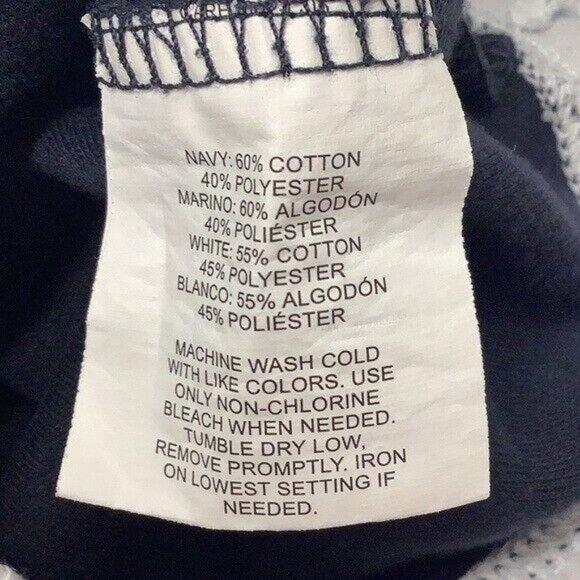 NAVY: 60% COTTON
40% POLYESTER
MARINO: 60% ALGODÓN
40% POLIÉSTER
WHITE: 55% COTTON
45% POLYESTER
BLANCO: 55% ALGODÓN
45% POLIÉSTER
MACHINE WASH COLD
WITH LIKE COLORS. USE
ONLY NON-CHLORINE
BLEACH WHEN NEEDED.
TUMBLE DRY LOW,
REMOVE PROMPTLY. IRON
ON LOWEST SETTING IF
NEEDED.